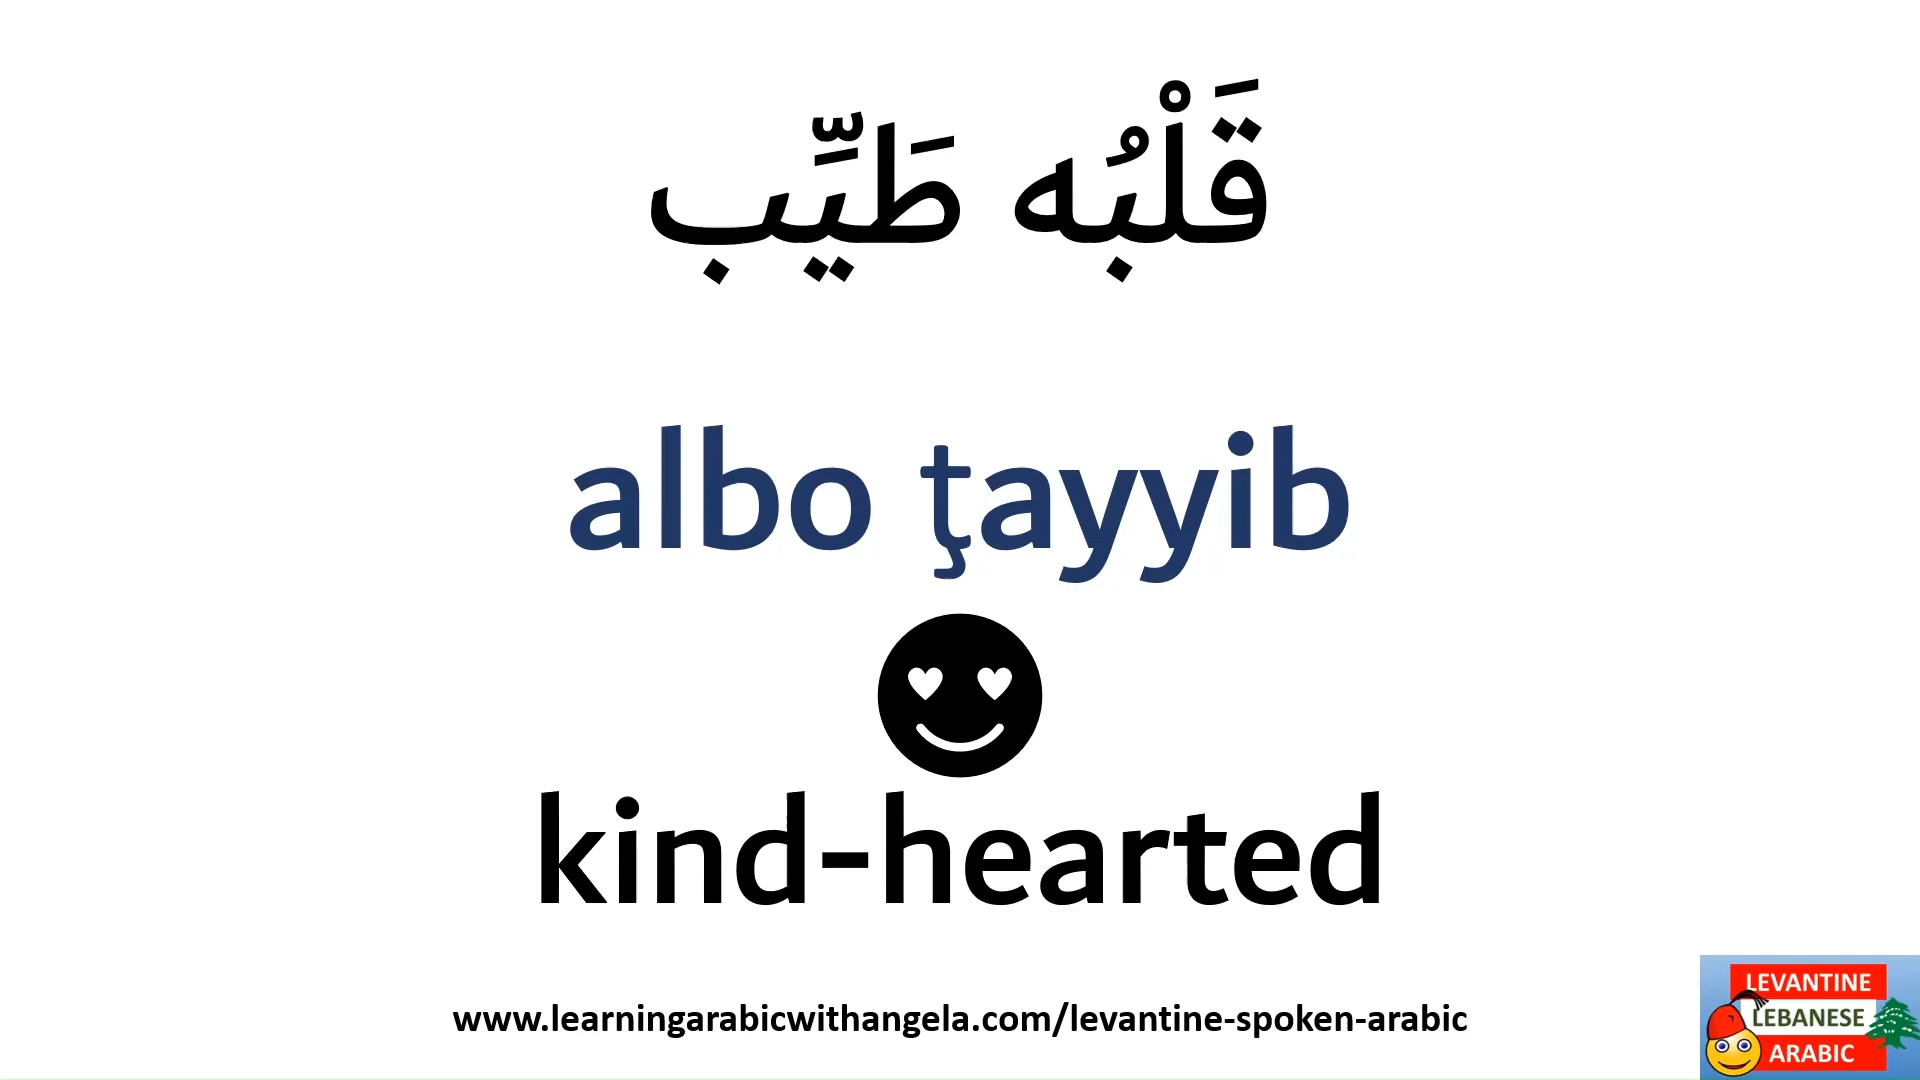 قَلْبُه طَيِّب
albo ţayyib
kind-hearted
www.learningarabicwithangela.com/levantine-spoken-arabic
LEVANTINE
LEBANESE
ARABIC